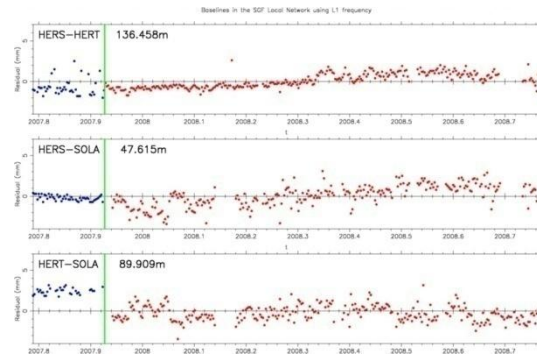 Baselines in the SGF Local Network using L1 frequency
HERS-HERT 136.458m
Residual (mm)
5
0
2007.8 2007.9 2008 2008.1 2008.2 2008.3 2008.4 2008.5 2008.6 2008.7
t
HERS-SOLA 47.615m
Residual (mm)
5
0
2007.8 2007.9 2008 2008.1 2008.2 2008.3 2008.4 2008.5 2008.6 2008.7
t
HERT-SOLA 89.909m
Residual (mm)
5
0
2007.8 2007.9 2008 2008.1 2008.2 2008.3 2008.4 2008.5 2008.6 2008.7